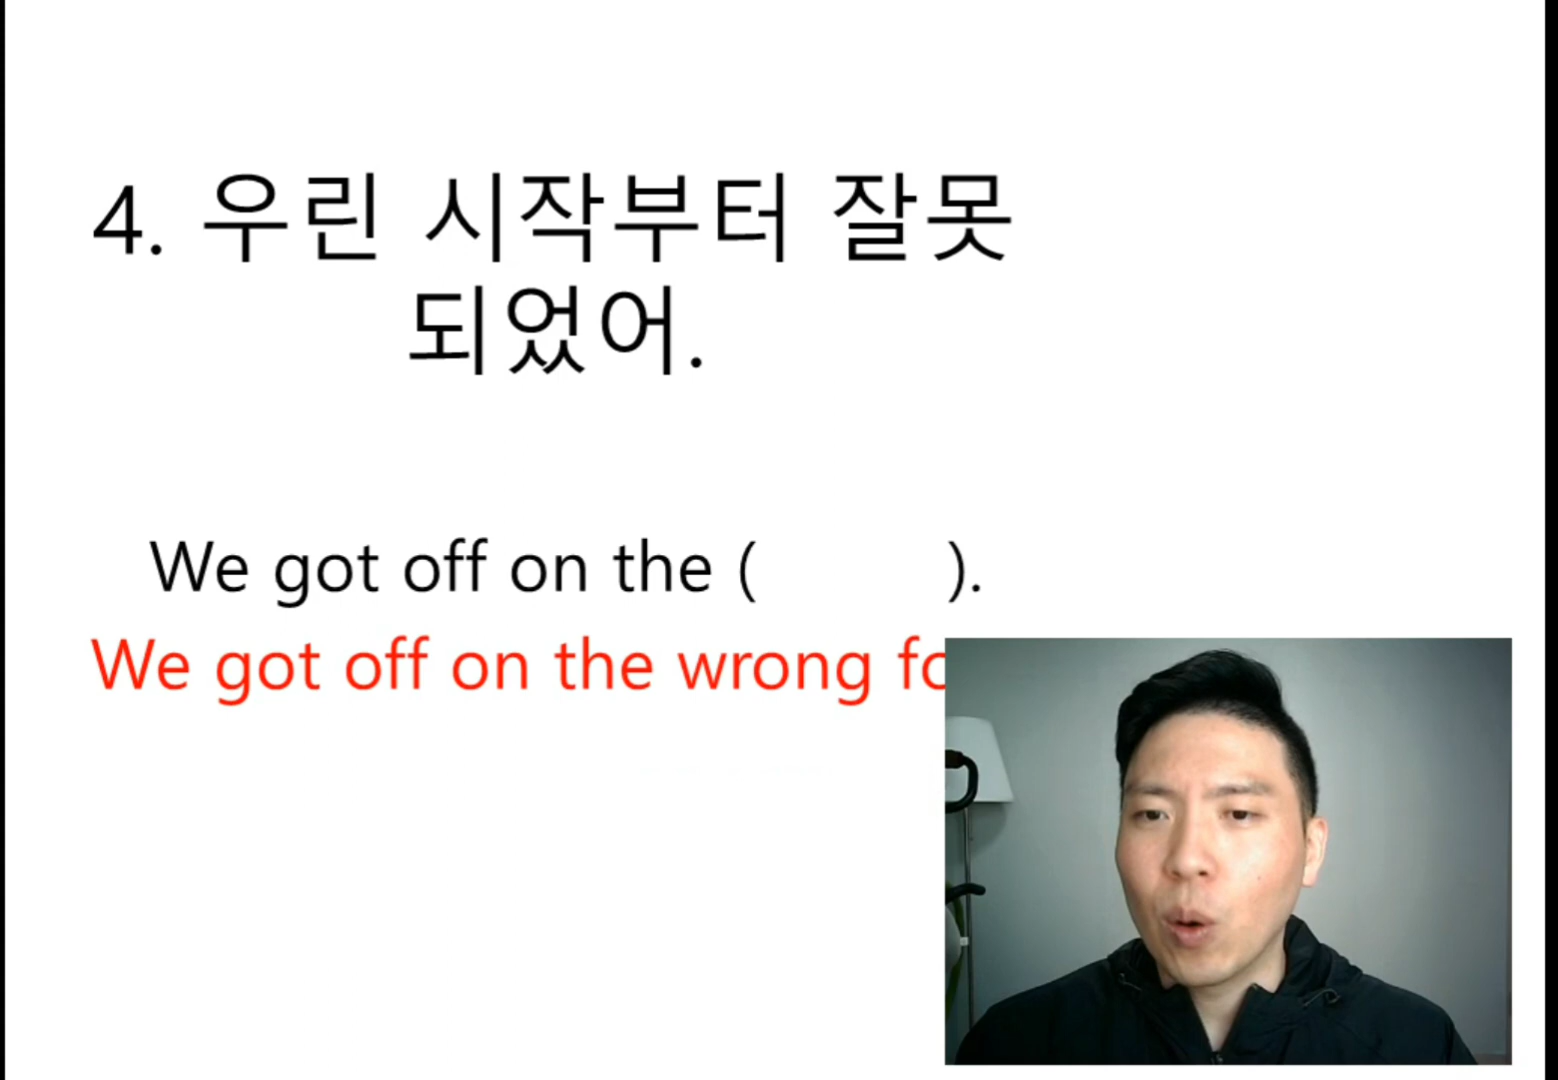 4. 우린 시작부터 잘못
되었어.
We got off on the (          ).
We got off on the wrong